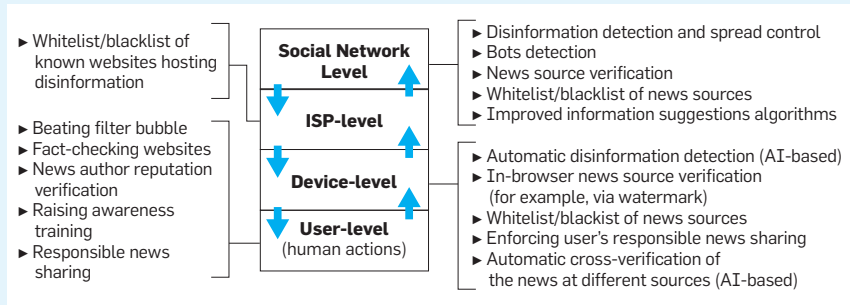 ▶ Whitelist/blacklist of
known websites hosting
disinformation
▶ Beating filter bubble
▶ Fact-checking websites
▶ News author reputation
verification
▶ Raising awareness
training
▶ Responsible news
sharing
Social Network
Level
ISP-level
Device-level
User-level
(human actions)
▶ Disinformation detection and spread control
▶ Bots detection
▶ News source verification
▶ Whitelist/blacklist of news sources
▶ Improved information suggestions algorithms
▶ Automatic disinformation detection (AI-based)
▶ In-browser news source verification
(for example, via watermark)
▶ Whitelist/blackist of news sources
▶ Enforcing user's responsible news sharing
▶ Automatic cross-verification of
the news at different sources (AI-based)